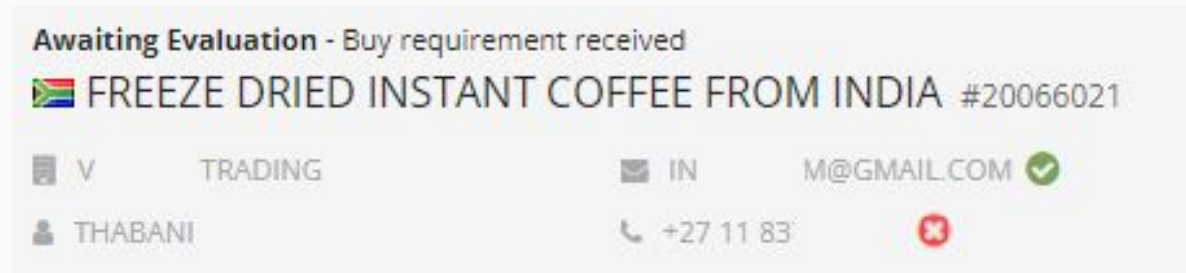 Awaiting Evaluation - Buy requirement received
FREEZE DRIED INSTANT COFFEE FROM INDIA #20066021
V TRADING
IN M@GMAIL.COM
THABANI
+27 11 83